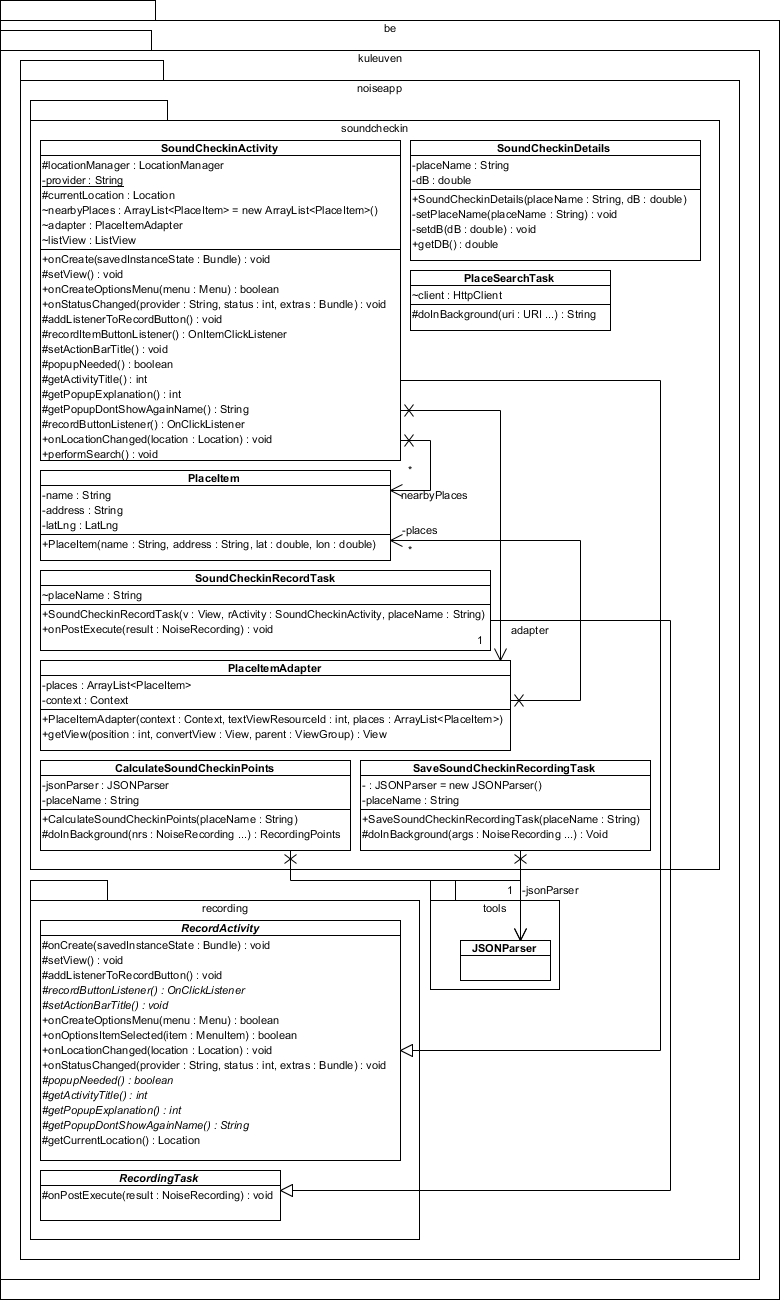 be
kuleuven
noiseapp
soundcheckin
SoundCheckinActivity
#locationManager : LocationManager
-provider : String
#currentLocation : Location
~nearbyPlaces : ArrayList<PlaceItem> = new ArrayList<PlaceItem>()
~adapter : PlaceItemAdapter
~listView : ListView
+onCreate(savedInstanceState : Bundle) : void
#setView() : void
+onCreateOptionsMenu(menu : Menu) : boolean
+onStatusChanged(provider : String, status : int, extras : Bundle) : void
#addListenerToRecordButton() : void
#recordItemButtonListener() : OnItemClickListener
#setActionBarTitle() : void
#popupNeeded() : boolean
#getActivityTitle() : int
#getPopupExplanation() : int
#getPopupDontShowAgainName() : String
#recordButtonListener() : OnClickListener
+onLocationChanged(location : Location) : void
+performSearch() : void
SoundCheckinDetails
-placeName : String
-dB : double
+SoundCheckinDetails(placeName : String, dB : double)
-setPlaceName(placeName : String) : void
-setdB(dB : double) : void
+getDB() : double
PlaceSearchTask
~client : HttpClient
#doInBackground(uri : URI ...) : String
*
nearbyPlaces
PlaceItem
-name : String
-address : String
-latLng : LatLng
+PlaceItem(name : String, address : String, lat : double, lon : double)
-places
*
SoundCheckinRecordTask
~placeName : String
+SoundCheckinRecordTask(v : View, rActivity : SoundCheckinActivity, placeName : String)
+onPostExecute(result : NoiseRecording) : void
1
adapter
PlaceItemAdapter
-places : ArrayList<PlaceItem>
-context : Context
+PlaceItemAdapter(context : Context, textViewResourceId : int, places : ArrayList<PlaceItem>)
+getView(position : int, convertView : View, parent : ViewGroup) : View
CalculateSoundCheckinPoints
-jsonParser : JSONParser
-placeName : String
+CalculateSoundCheckinPoints(placeName : String)
#doInBackground(nrs : NoiseRecording ...) : RecordingPoints
SaveSoundCheckinRecordingTask
- : JSONParser = new JSONParser()
-placeName : String
+SaveSoundCheckinRecordingTask(placeName : String)
#doInBackground(args : NoiseRecording ...) : Void
1
-jsonParser
tools
JSONParser
recording
RecordActivity
#onCreate(savedInstanceState : Bundle) : void
#setView() : void
#addListenerToRecordButton() : void
#recordButtonListener() : OnClickListener
#setActionBarTitle() : void
+onCreateOptionsMenu(menu : Menu) : boolean
+onOptionsItemSelected(item : MenuItem) : boolean
+onLocationChanged(location : Location) : void
+onStatusChanged(provider : String, status : int, extras : Bundle) : void
#popupNeeded() : boolean
#getActivityTitle() : int
#getPopupExplanation() : int
#getPopupDontShowAgainName() : String
#getCurrentLocation() : Location
RecordingTask
#onPostExecute(result : NoiseRecording) : void